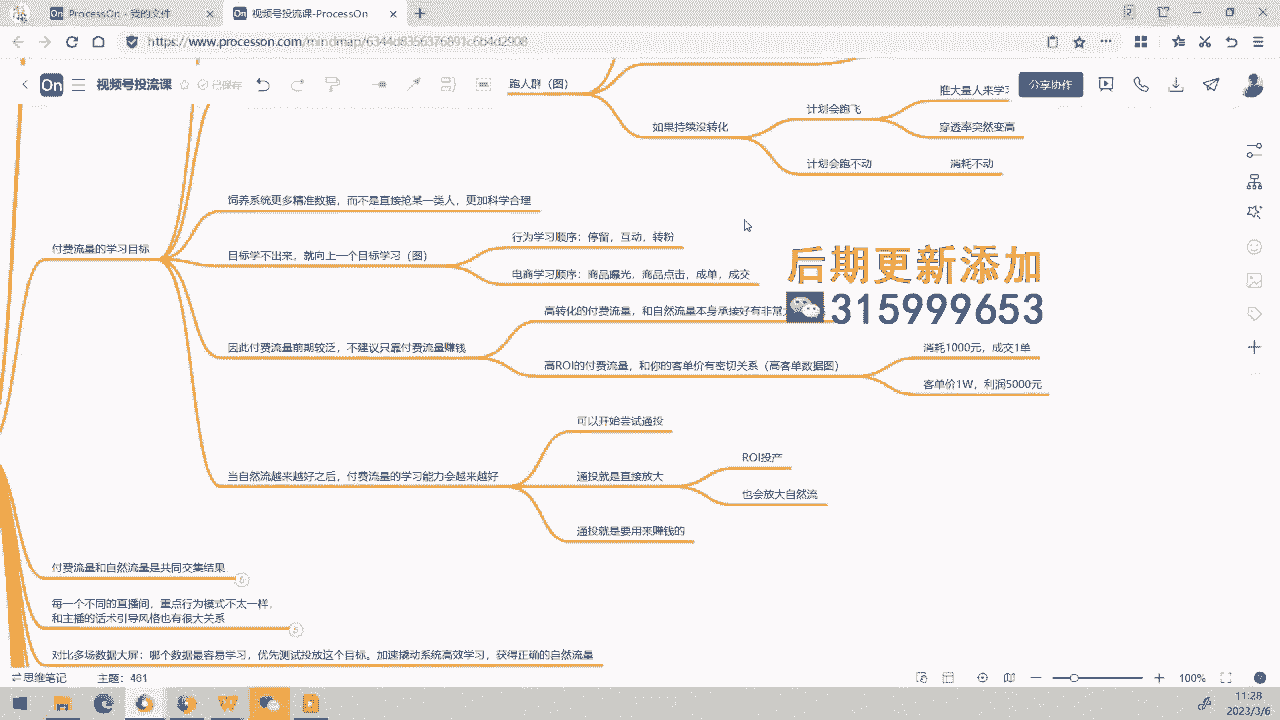 ProcessOn - 我的文件
视频号投流课-ProcessOn
https://www.processon.com/mindmap/6344d8356376891c6b4d2908
On
视频号投流课
已保存
分享协作
跑人群（图）
如果持续没转化
计划会跑飞
推大量人来学习
穿透率突然变高
计划会跑不动
消耗不动
付费流量的学习目标
饲养系统更多精准数据，而不是直接抢某一类人，更加科学合理
目标学不出来，就向上一个目标学习（图）
行为学习顺序：停留，互动，转粉
电商学习顺序：商品曝光，商品点击，成单，成交
后期更新添加
315999653
因此付费流量前期较泛，不建议只靠付费流量赚钱
高转化的付费流量，和自然流量本身承接好有非常
高ROI的付费流量，和你的客单价有密切关系（高客单数据图）
消耗1000元，成交1单
客单价1W，利润5000元
当自然流越来越好之后，付费流量的学习能力会越来越好
可以开始尝试通投
通投就是直接放大
ROI投产
也会放大自然流
通投就是要用来赚钱的
付费流量和自然流量是共同交集结果
6
每一个不同的直播间，重点行为模式不太一样，
和主播的话术引导风格也有很大关系
对比多场数据大屏：哪个数据最容易学习，优先测试投放这个目标。加速撬动系统高效学习，获得正确的自然流量
思维笔记
主题：481
100%
11:28
2023/3/6